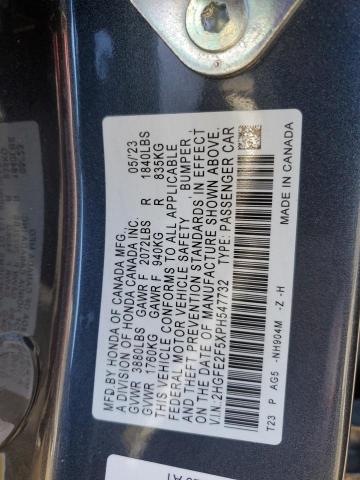 MFD BY HONDA OF CANADA MFG.,
A DIVISION OF HONDA CANADA INC. 05/'23
GVWR 3880LBS GAWR F 2072LBS R 1840LBS
GVWR 1760KG GAWR F 940KG R 835KG
THIS VEHICLE CONFORMS TO ALL APPLICABLE
FEDERAL MOTOR VEHICLE SAFETY, BUMPER,
& THEFT PREVENTION STANDARDS IN EFFECT
ON THE DATE OF MANUFACTURE SHOWN ABOVE.
V.I.N.:2HGFE2F5XPH547732 TYPE:PASSENGER CAR
T23 P AG5 -NH904M -Z -H MADE IN CANADA